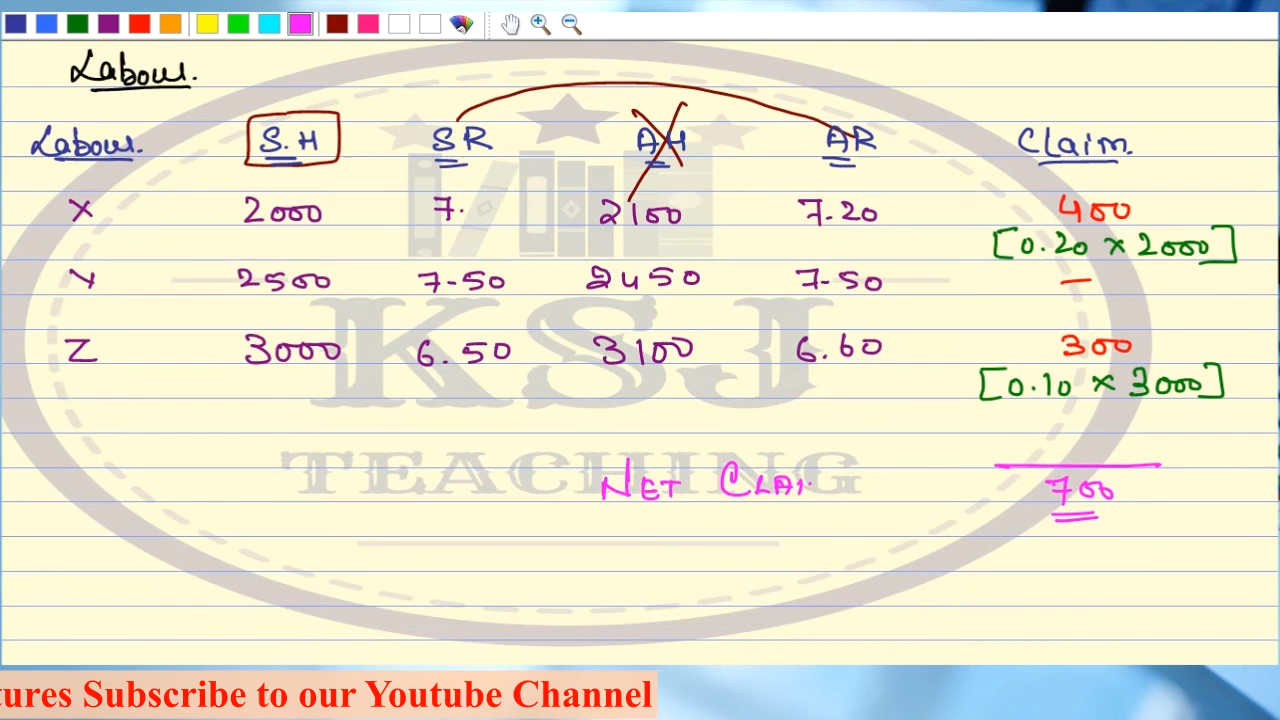 Labour.
Labour. S.H SR AH AR Claim.
X 2000 7. 2100 7.20 400
[0.20 x 2000]
Y 2500 7-50 2450 7-50 —
Z 3000 6.50 3100 6.60 300
[0.10 x 3000]
KSJ
TEACHING
NET CLAI 700
tures Subscribe to our Youtube Channel